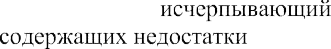 исчерпывающий
содержащих недостатки